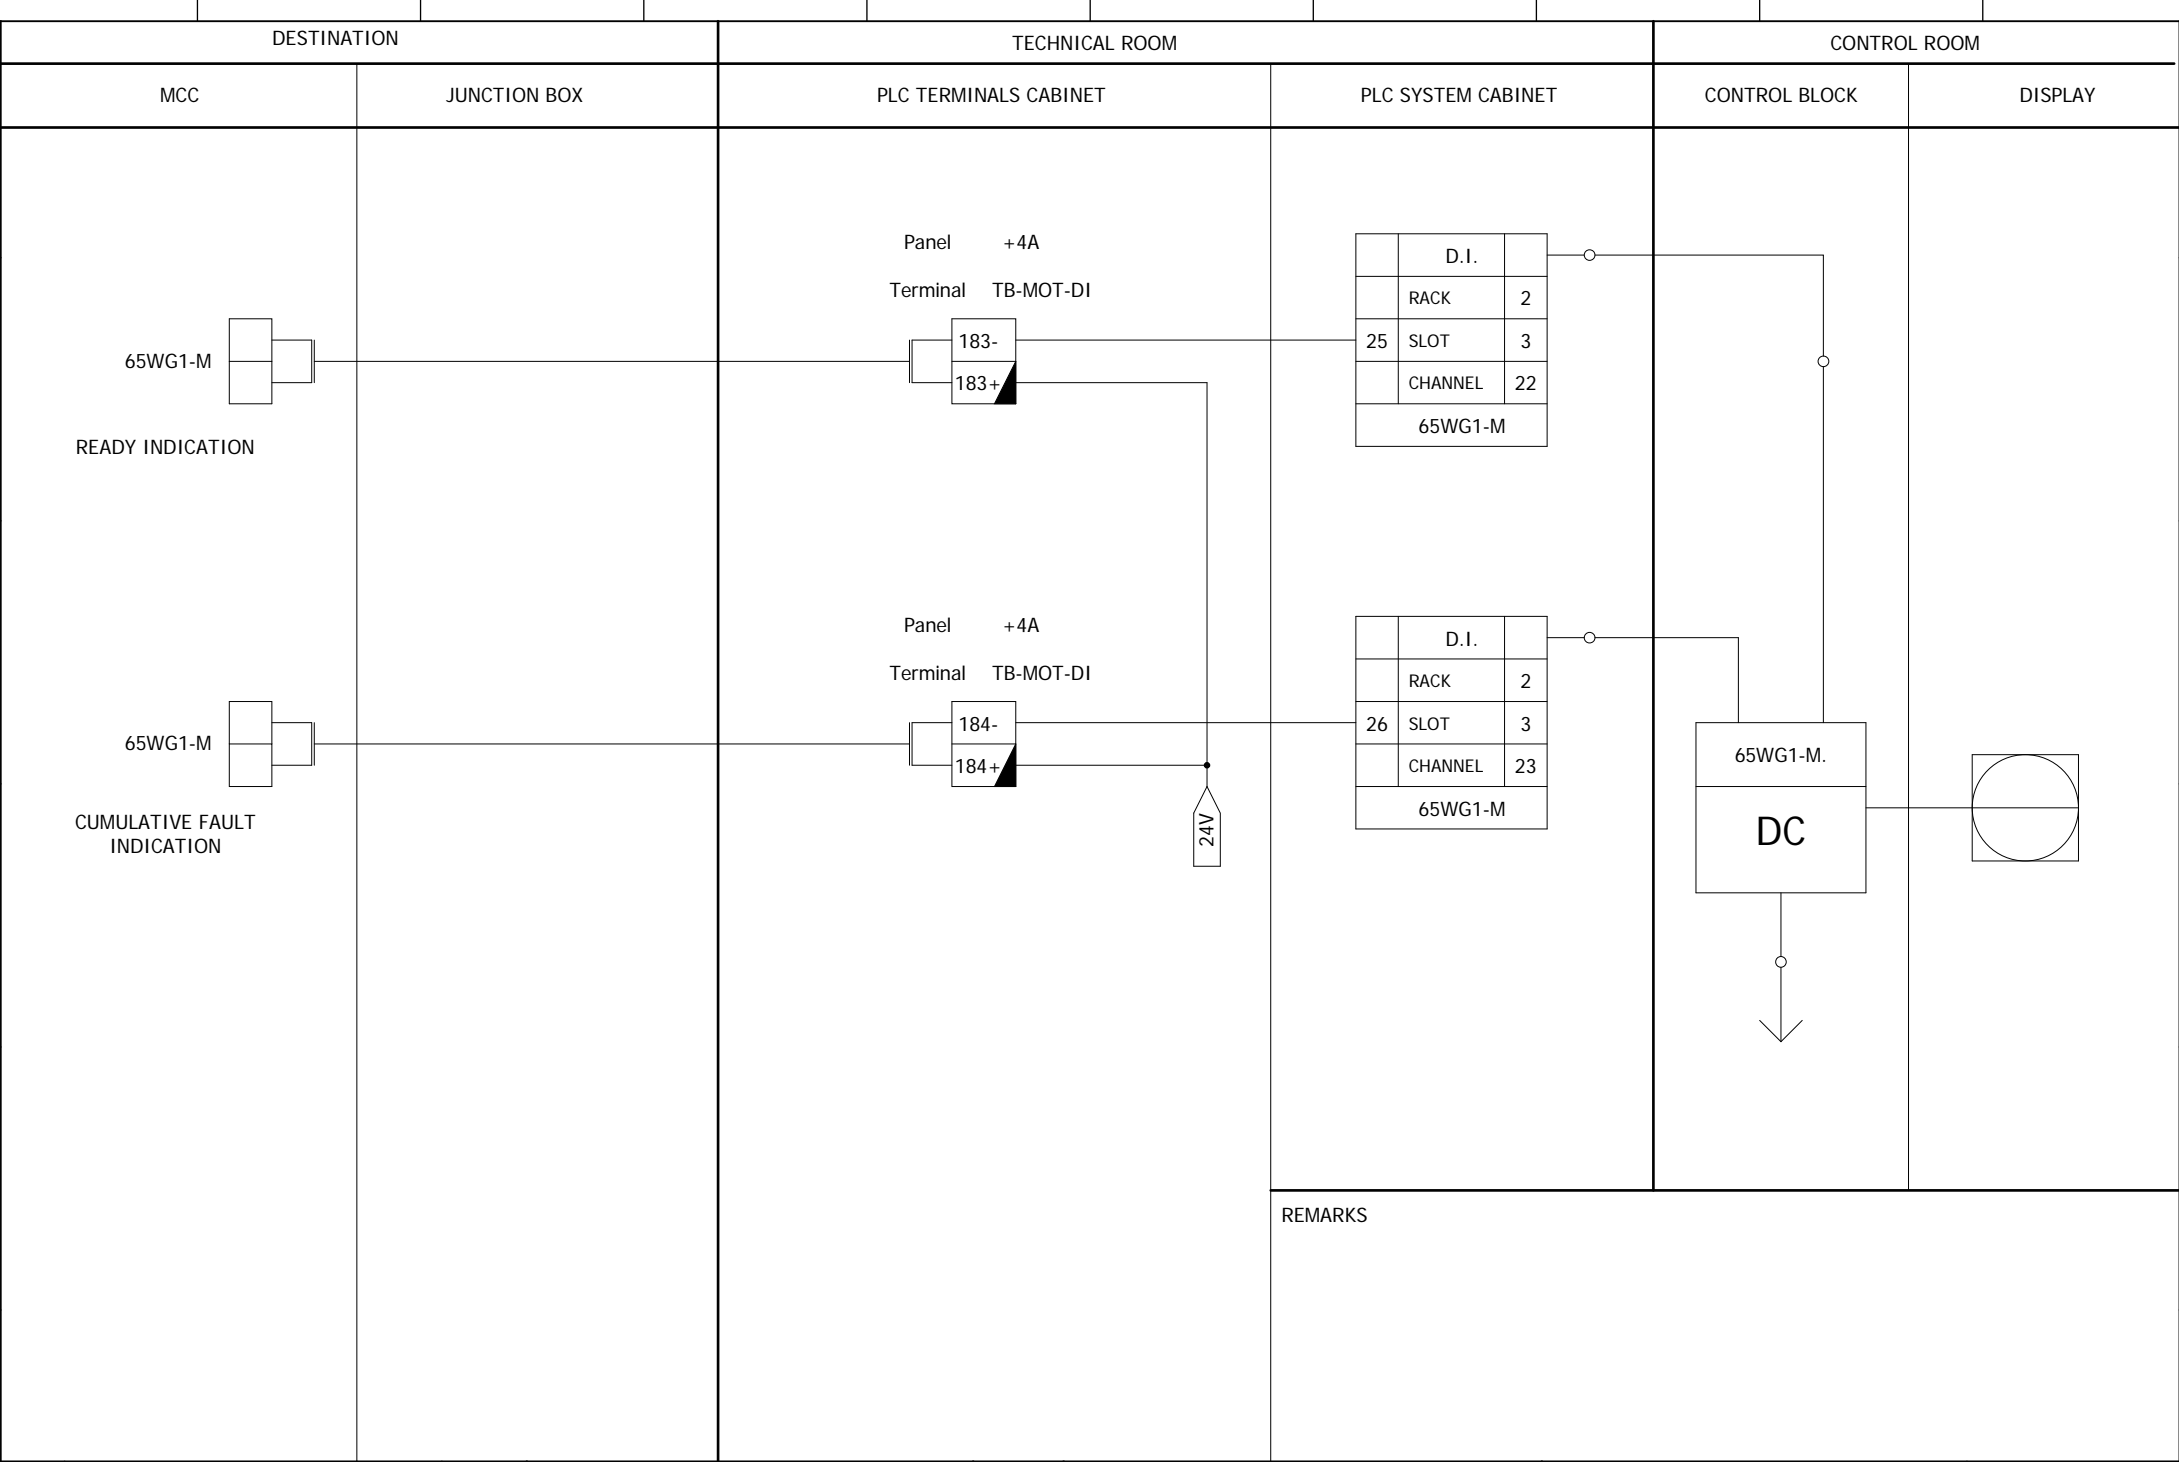 DESTINATION
TECHNICAL ROOM
CONTROL ROOM
MCC
JUNCTION BOX
PLC TERMINALS CABINET
PLC SYSTEM CABINET
CONTROL BLOCK
DISPLAY
65WG1-M
READY INDICATION
Panel +4A
Terminal TB-MOT-DI
183-
183+
D.I.
RACK 2
25 SLOT 3
CHANNEL 22
65WG1-M
65WG1-M
CUMULATIVE FAULT
INDICATION
Panel +4A
Terminal TB-MOT-DI
184-
184+
24V
D.I.
RACK 2
26 SLOT 3
CHANNEL 23
65WG1-M
65WG1-M.
DC
REMARKS